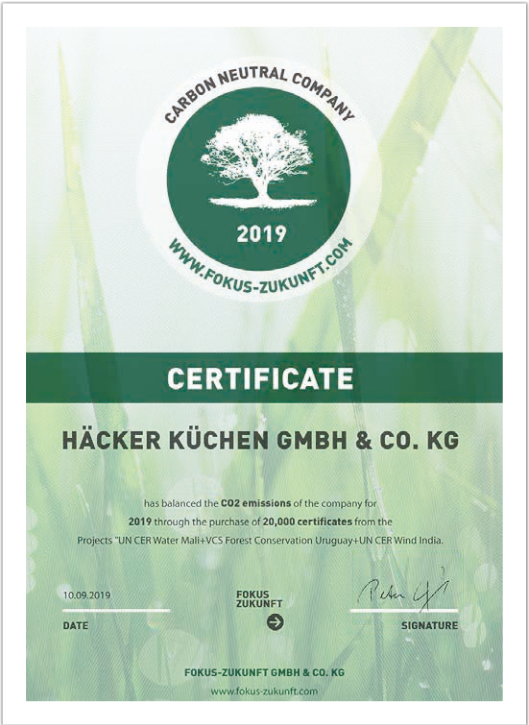 CARBON NEUTRAL COMPANY
2019
WWW.FOKUS-ZUKUNFT.COM
CERTIFICATE
HÄCKER KÜCHEN GMBH & CO. KG
has balanced the CO2 emissions of the company for
2019 through the purchase of 20,000 certificates from the
Projects "UN CER Water Mali+VCS Forest Conservation Uruguay+UN CER Wind India.
10.09.2019
DATE
FOKUS
ZUKUNFT
SIGNATURE
FOKUS-ZUKUNFT GMBH & CO. KG
www.fokus-zukunft.com